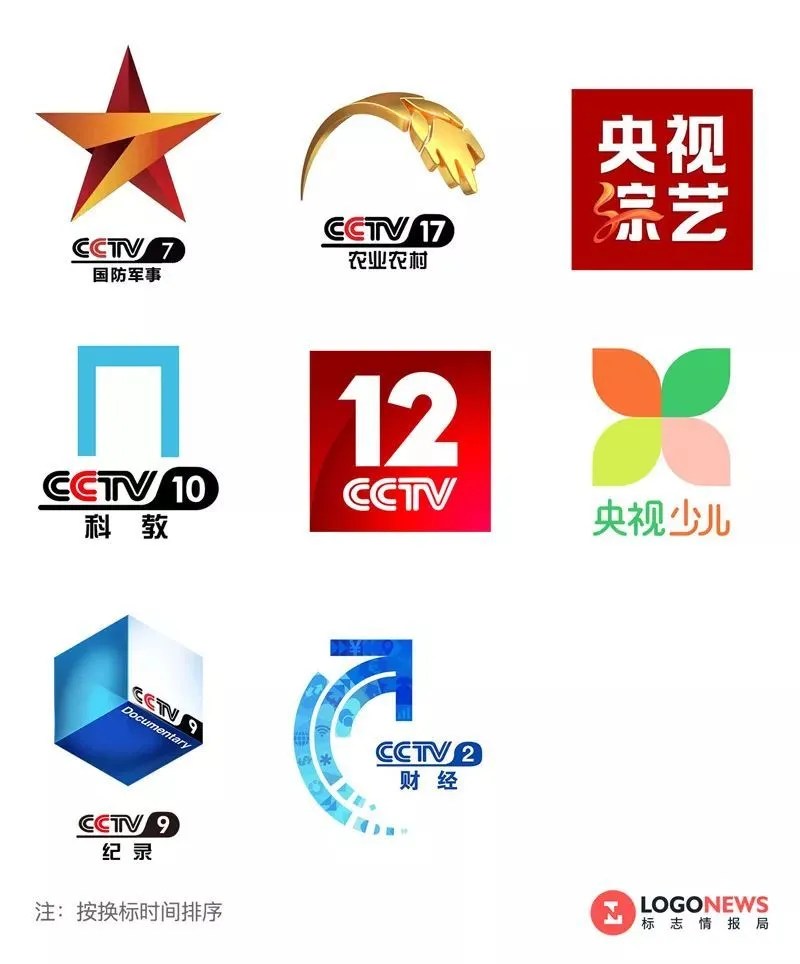 CCTV 7
国防军事
CCTV 17
农业农村
央视
综艺
CCTV 10
科 教
12
CCTV
央视少儿
CCTV 9
Documentary
CCTV 9
纪 录
¥
CCTV 2
财 经
注：按换标时间排序
LOGONEWS
标志情报局